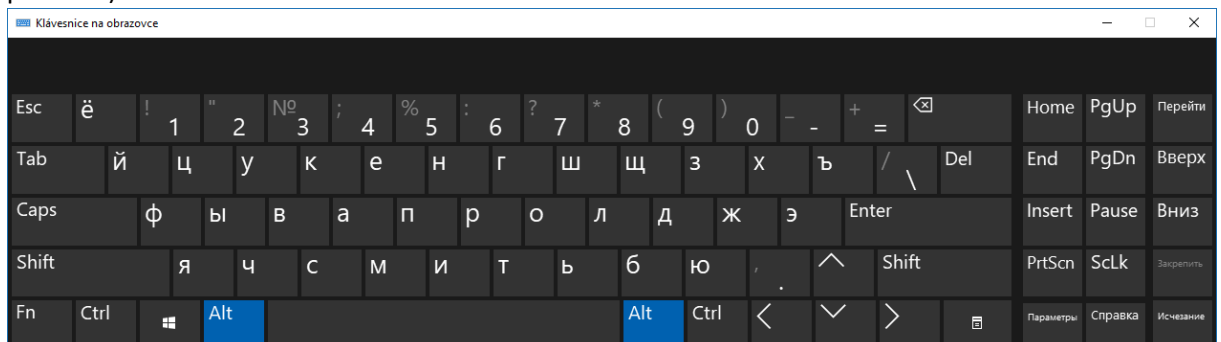 Klávesnice na obrazovce
Esc ё ! 1 " 2 № 3 ; 4 % 5 : 6 ? 7 * 8 ( 9 ) 0 _ - + = Home PgUp Перейти
Tab й ц у к е н г ш щ з х ъ / \ Del End PgDn Вверх
Caps ф ы в а п р о л д ж э Enter Insert Pause Вниз
Shift я ч с м и т ь б ю , . Shift PrtScn ScLk Закрепить
Fn Ctrl Alt Alt Ctrl Параметры Справка Исчезание